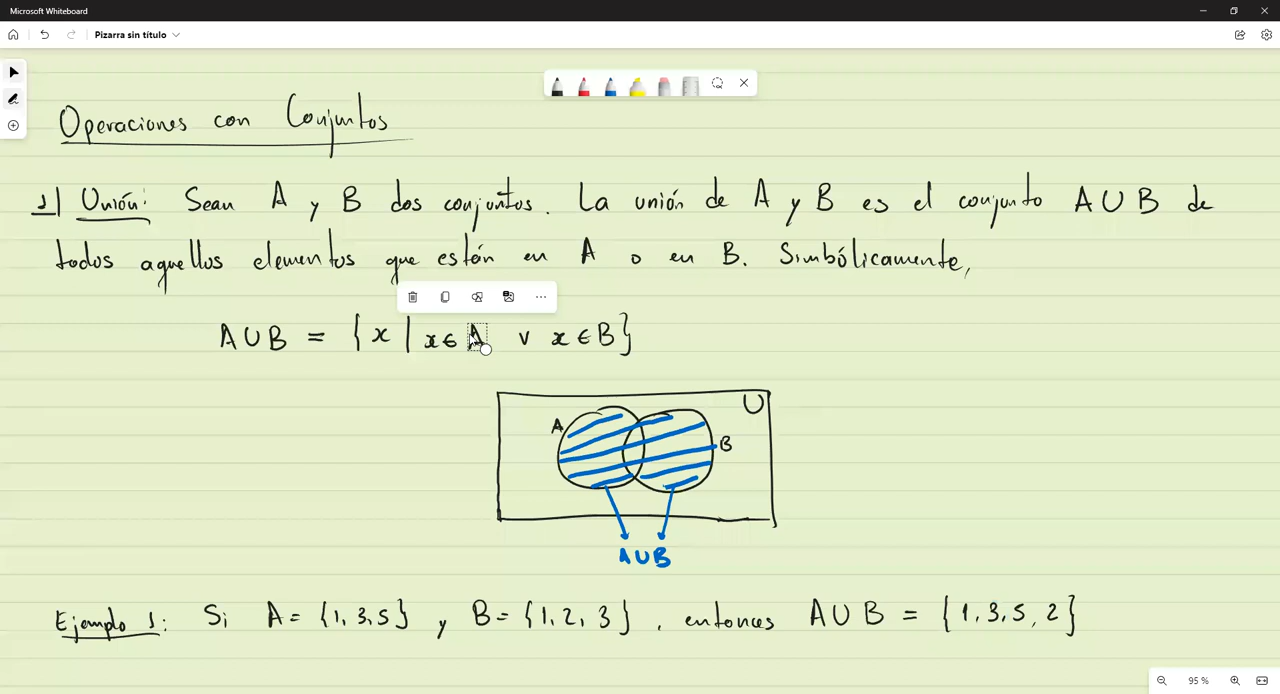 Microsoft Whiteboard
Pizarra sin título
Operaciones con Conjuntos
1) Unión: Sean A y B dos conjuntos. La unión de A y B es el conjunto A ∪ B de
todos aquellos elementos que están en A o en B. Simbólicamente,
A ∪ B = {x | x ∈ A ∨ x ∈ B}
U
A
B
A ∪ B
Ejemplo 1: Si A = {1, 3, 5} y B = {1, 2, 3}, entonces A ∪ B = {1, 3, 5, 2}
95 %